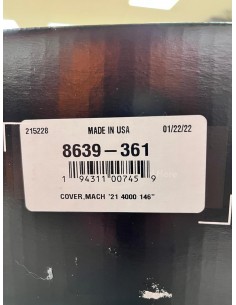 215228 MADE IN USA 01/22/22
8639-361
1 94311 00745 9
COVER,MACH '21 4000 146"